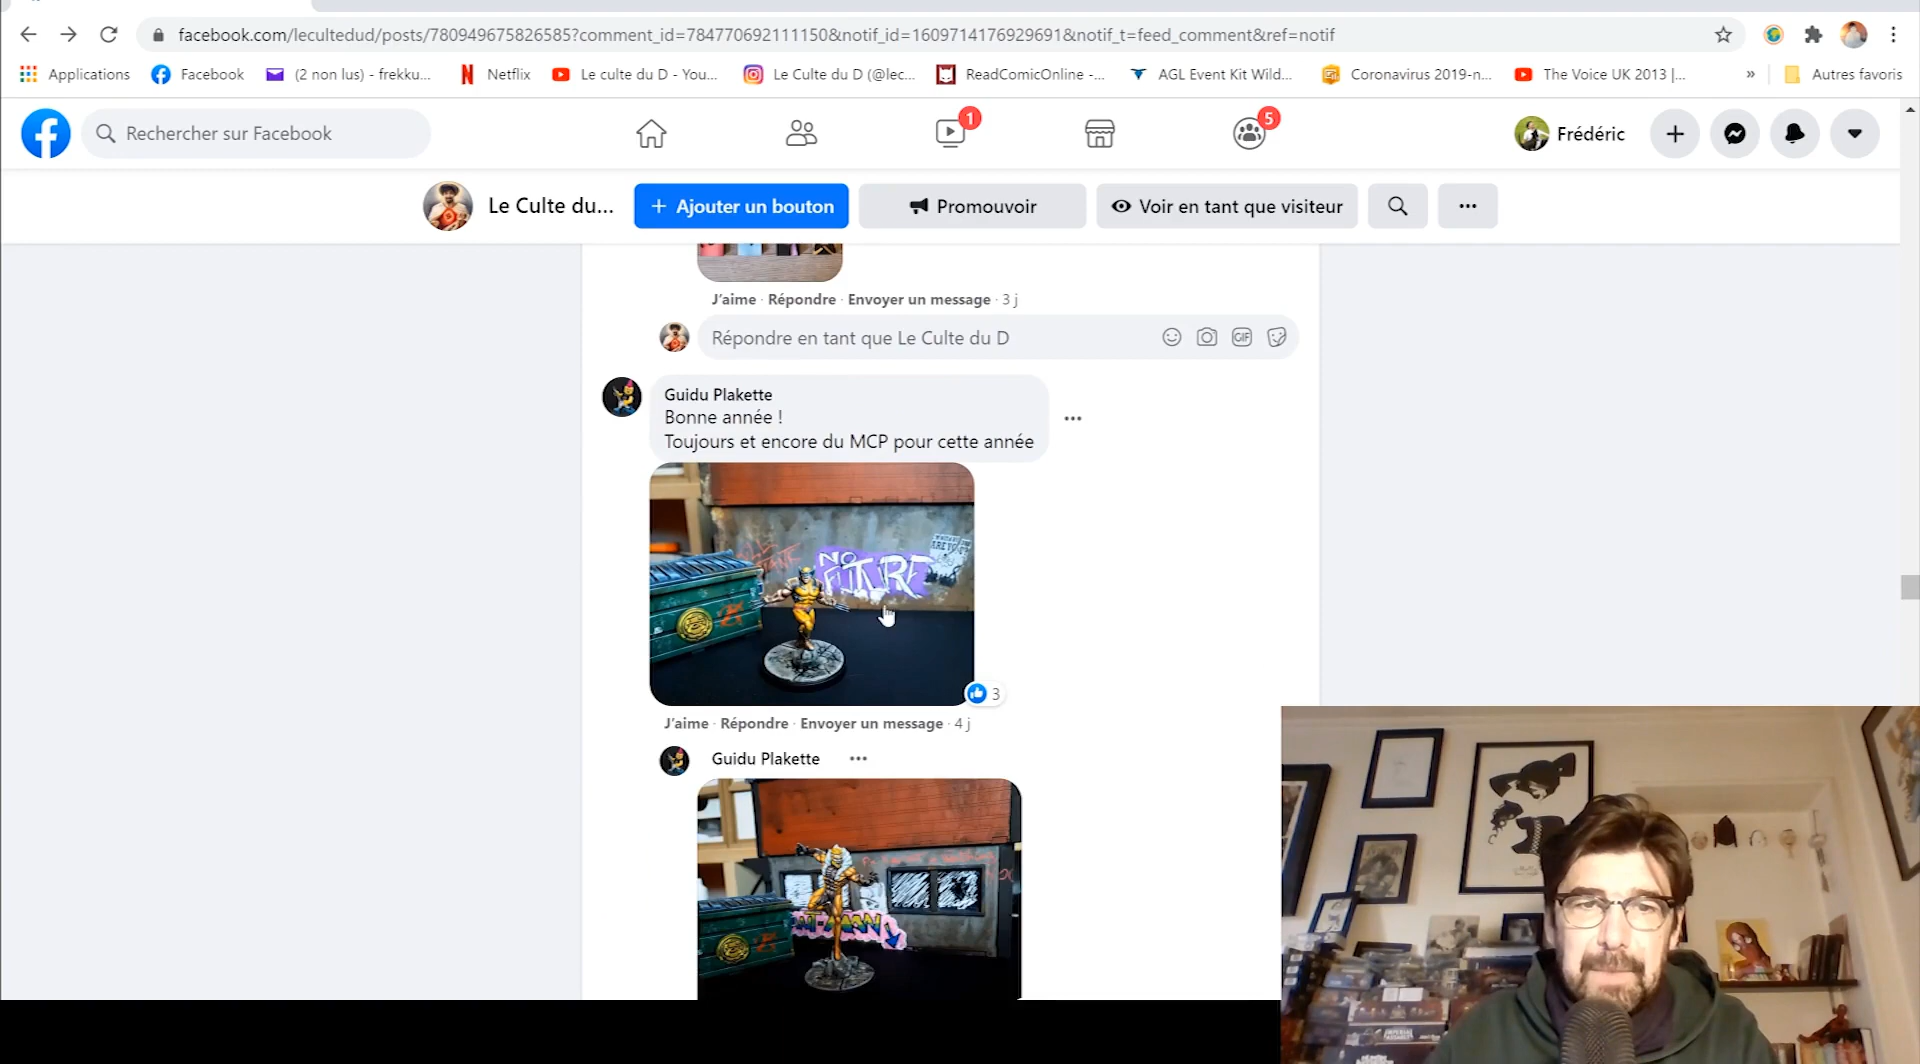 facebook.com/lecultedud/posts/780949675826585?comment_id=784770692111150&notif_id=1609714176929691&notif_t=feed_comment&ref=notif
Applications Facebook (2 non lus) - frekku... Netflix Le culte du D - You... Le Culte du D (@lec... ReadComicOnline -... AGL Event Kit Wild... Coronavirus 2019-n... The Voice UK 2013 |... » Autres favoris
Rechercher sur Facebook 1 5 Frédéric
Le Culte du... + Ajouter un bouton Promouvoir Voir en tant que visiteur ...
J'aime · Répondre · Envoyer un message · 3 j
Répondre en tant que Le Culte du D GIF
Guidu Plakette
Bonne année !
Toujours et encore du MCP pour cette année
NO
FUTURE
3
J'aime · Répondre · Envoyer un message · 4 j
Guidu Plakette